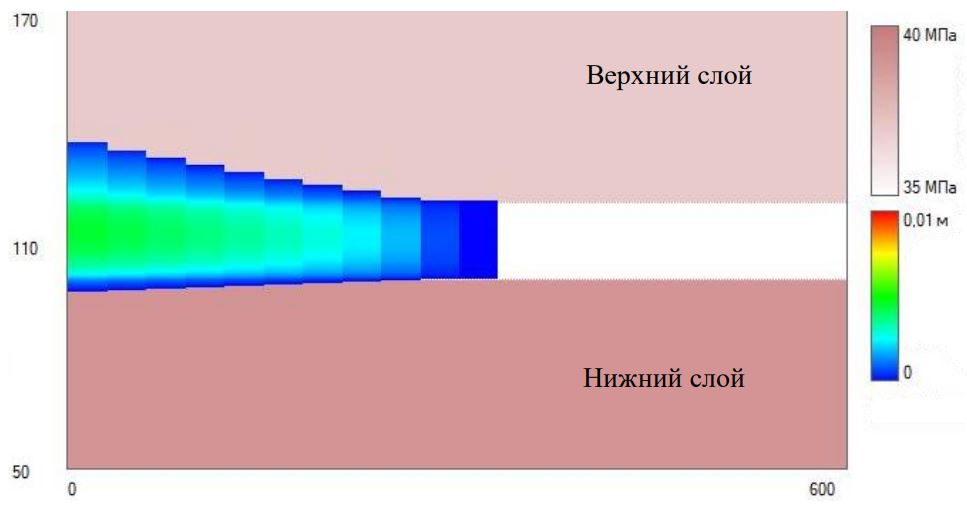 170
Верхний слой
40 МПа
35 МПа
0,01 м
110
0
Нижний слой
50
0
600